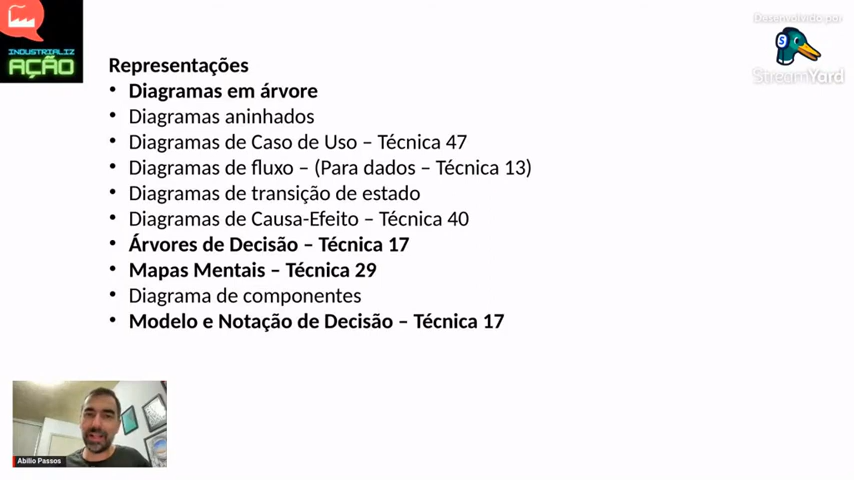 INDUSTRIALIZ
AÇÃO
Desenvolvido por
S
StreamYard
Representações
• Diagramas em árvore
• Diagramas aninhados
• Diagramas de Caso de Uso – Técnica 47
• Diagramas de fluxo – (Para dados – Técnica 13)
• Diagramas de transição de estado
• Diagramas de Causa-Efeito – Técnica 40
• Árvores de Decisão – Técnica 17
• Mapas Mentais – Técnica 29
• Diagrama de componentes
• Modelo e Notação de Decisão – Técnica 17
Abilio Passos